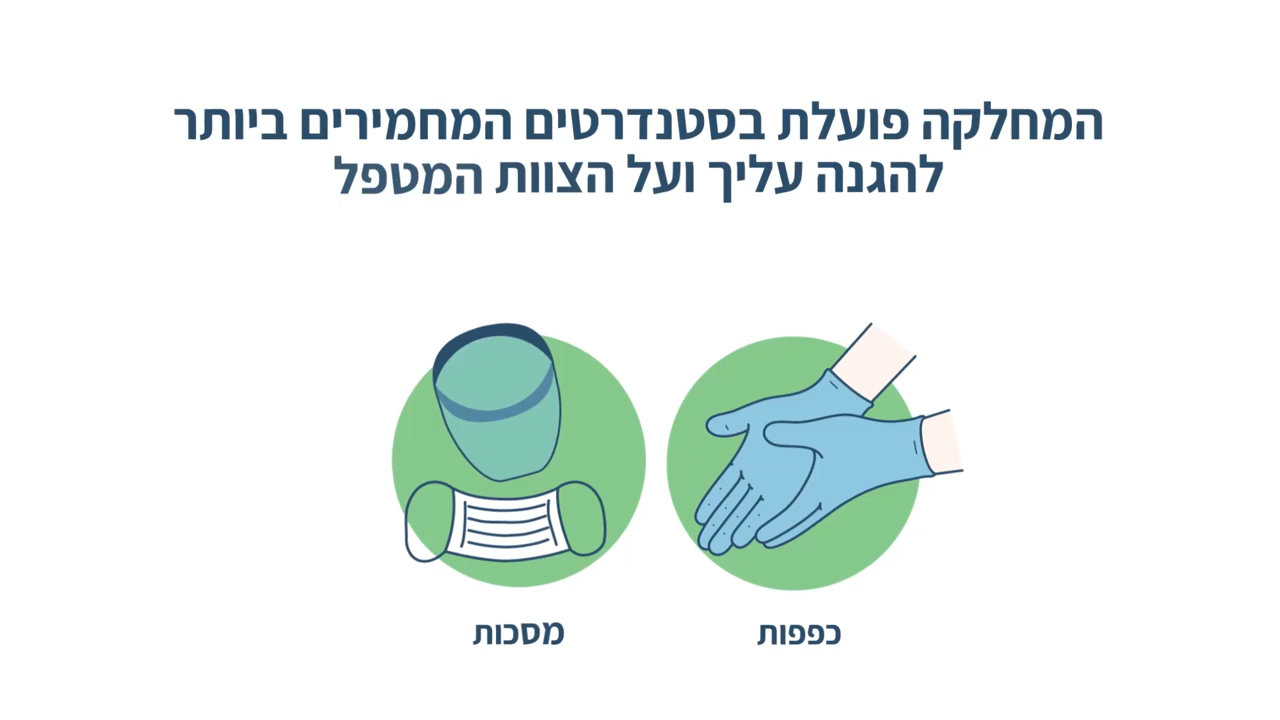 המחלקה פועלת בסטנדרטים המחמירים ביותר
להגנה עליך ועל הצוות המטפל
כפפות
מסכות